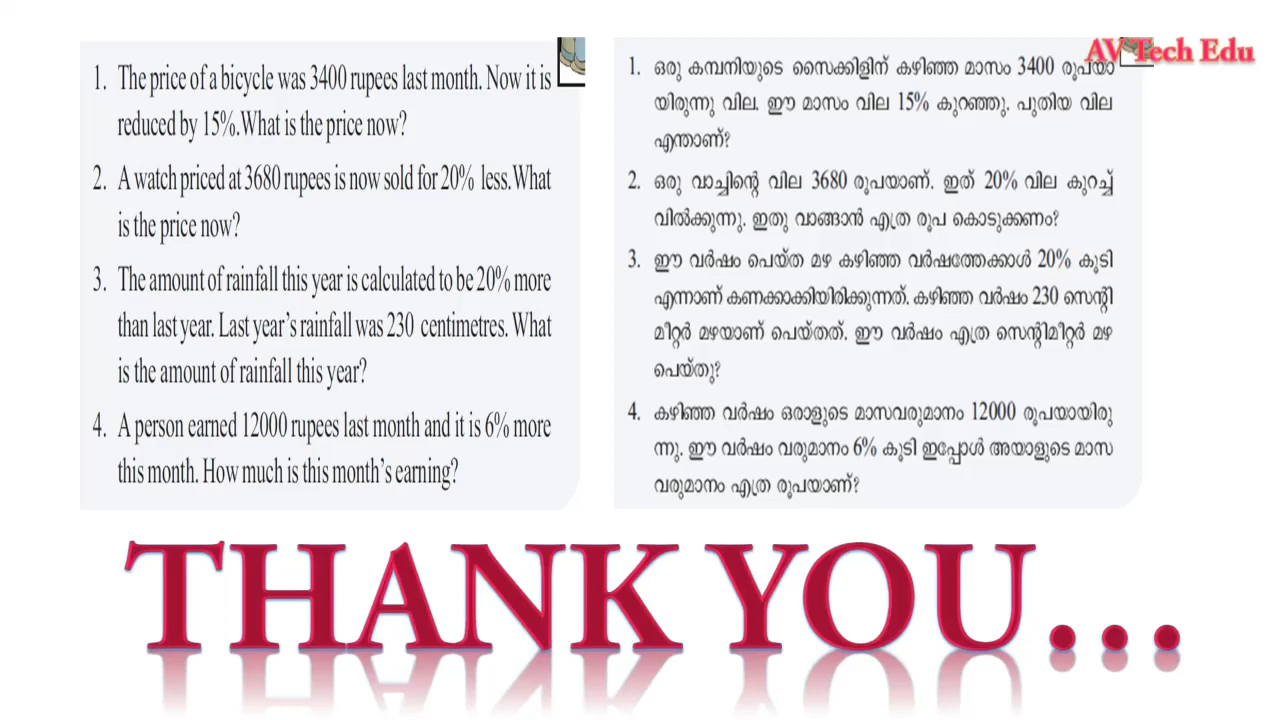 AV Tech Edu
1. The price of a bicycle was 3400 rupees last month. Now it is
reduced by 15%.What is the price now?
2. A watch priced at 3680 rupees is now sold for 20% less.What
is the price now?
3. The amount of rainfall this year is calculated to be 20% more
than last year. Last year's rainfall was 230 centimetres. What
is the amount of rainfall this year?
4. A person earned 12000 rupees last month and it is 6% more
this month. How much is this month's earning?
1. ഒരു കമ്പനിയുടെ സൈക്കിളിന് കഴിഞ്ഞ മാസം 3400 രൂപയാ
യിരുന്നു വില. ഈ മാസം വില 15% കുറഞ്ഞു. പുതിയ വില
എന്താണ്?
2. ഒരു വാച്ചിന്റെ വില 3680 രൂപയാണ്. ഇത് 20% വില കുറച്ച്
വിൽക്കുന്നു. ഇതു വാങ്ങാൻ എത്ര രൂപ കൊടുക്കണം?
3. ഈ വർഷം പെയ്ത മഴ കഴിഞ്ഞ വർഷത്തേക്കാൾ 20% കൂടി
എന്നാണ് കണക്കാക്കിയിരിക്കുന്നത്. കഴിഞ്ഞ വർഷം 230 സെന്റി
മീറ്റർ മഴയാണ് പെയ്തത്. ഈ വർഷം എത്ര സെന്റിമീറ്റർ മഴ
പെയ്തു?
4. കഴിഞ്ഞ വർഷം ഒരാളുടെ മാസവരുമാനം 12000 രൂപയായിരു
ന്നു. ഈ വർഷം വരുമാനം 6% കൂടി ഇപ്പോൾ അയാളുടെ മാസ
വരുമാനം എത്ര രൂപയാണ്?
THANK YOU...